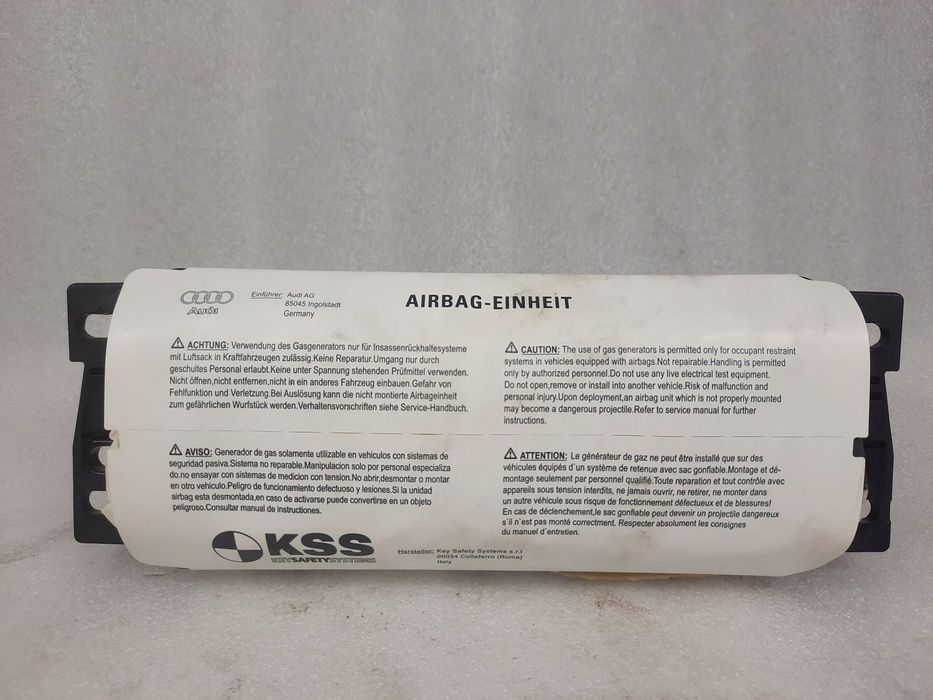 Audi
Einführer: Audi AG
85045 Ingolstadt
Germany
AIRBAG-EINHEIT
ACHTUNG: Verwendung des Gasgenerators nur für Insassenrückhaltesysteme
mit Luftsack in Kraftfahrzeugen zulässig.Keine Reparatur.Umgang nur durch
geschultes Personal erlaubt.Keine unter Spannung stehenden Prüfmittel verwenden.
Nicht öffnen,nicht entfernen,nicht in ein anderes Fahrzeug einbauen.Gefahr von
Fehlfunktion und Verletzung.Bei Auslösung kann die nicht montierte Airbageinheit
zum gefährlichen Wurfstück werden.Verhaltensvorschriften siehe Service-Handbuch.
CAUTION: The use of gas generators is permitted only for occupant restraint
systems in vehicles equipped with airbags.Not repairable.Handling is permitted
only by authorized personnel.Do not use any live electrical test equipment.
Do not open,remove or install into another vehicle.Risk of malfunction and
personal injury.Upon deployment,an airbag unit which is not properly mounted
may become a dangerous projectile.Refer to service manual for further
instructions.
AVISO: Generador de gas solamente utilizable en vehiculos con sistemas de
seguridad pasiva.Sistema no reparable.Manipulacion solo por personal especializa
do.no ensayar con sistemas de medicion con tension.No abrir,desmontar o montar
en otro vehiculo.Peligro de funcionamiento defectuoso y lesiones.Si la unidad
airbag esta desmontada,en caso de activarse puede convertirse en un objeto
peligroso.Consultar manual de instrucciones.
ATTENTION: Le générateur de gaz ne peut être installé que sur des
véhicules équipés d´un système de retenue avec sac gonflable.Montage et dé-
montage seulement par personnel qualifié.Toute reparation et tout contrôle avec
appareils sous tension interdits, ne jamais ouvrir, ne retirer, ne monter dans
un autre véhicule sous risque de fonctionnement défectueux et de blessures!
En cas de déclenchement,le sac gonflable peut devenir un projectile dangereux
s´il n´est pas monté correctment. Respecter absolument les consignes
du manuel d´entretien.
KSS
KEYSAFETYSYSTEMS
Hersteller: Key Safety Systems s.r.l
00034 Colleferro (Roma)
Italy